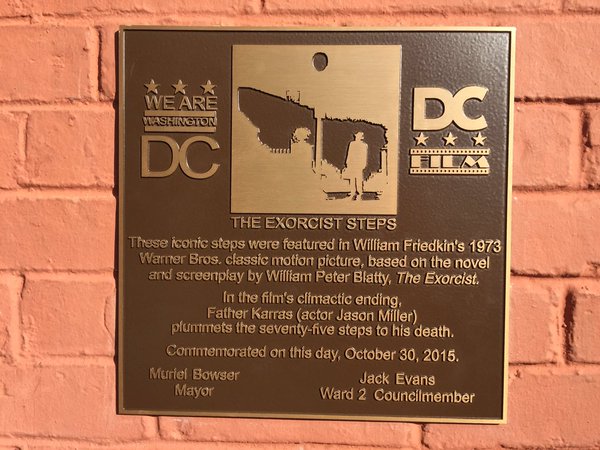 WE ARE
WASHINGTON
DC
DC
FILM
THE EXORCIST STEPS
These iconic steps were featured in William Friedkin's 1973
Warner Bros. classic motion picture, based on the novel
and screenplay by William Peter Blatty, The Exorcist.
In the film's climactic ending,
Father Karras (actor Jason Miller)
plummets the seventy-five steps to his death.
Commemorated on this day, October 30, 2015.
Muriel Bowser
Mayor
Jack Evans
Ward 2 Councilmember